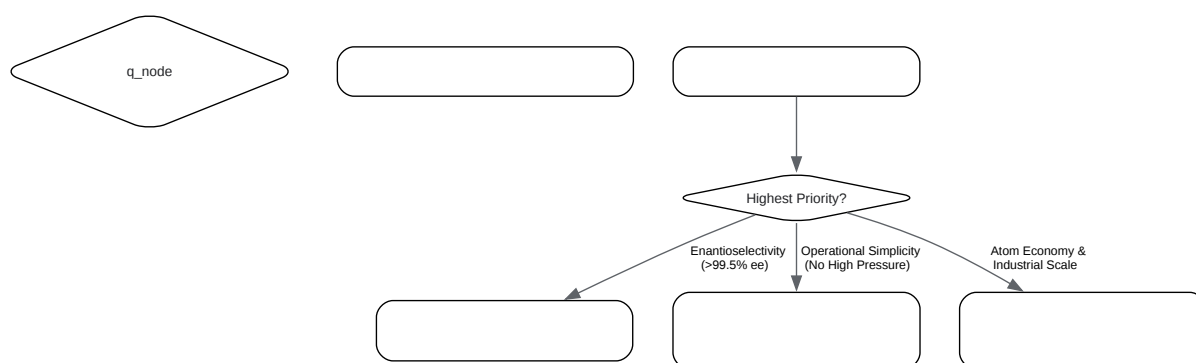 q_node
Highest Priority?
Enantioselectivity
(>99.5% ee)
Operational Simplicity
(No High Pressure)
Atom Economy &
Industrial Scale